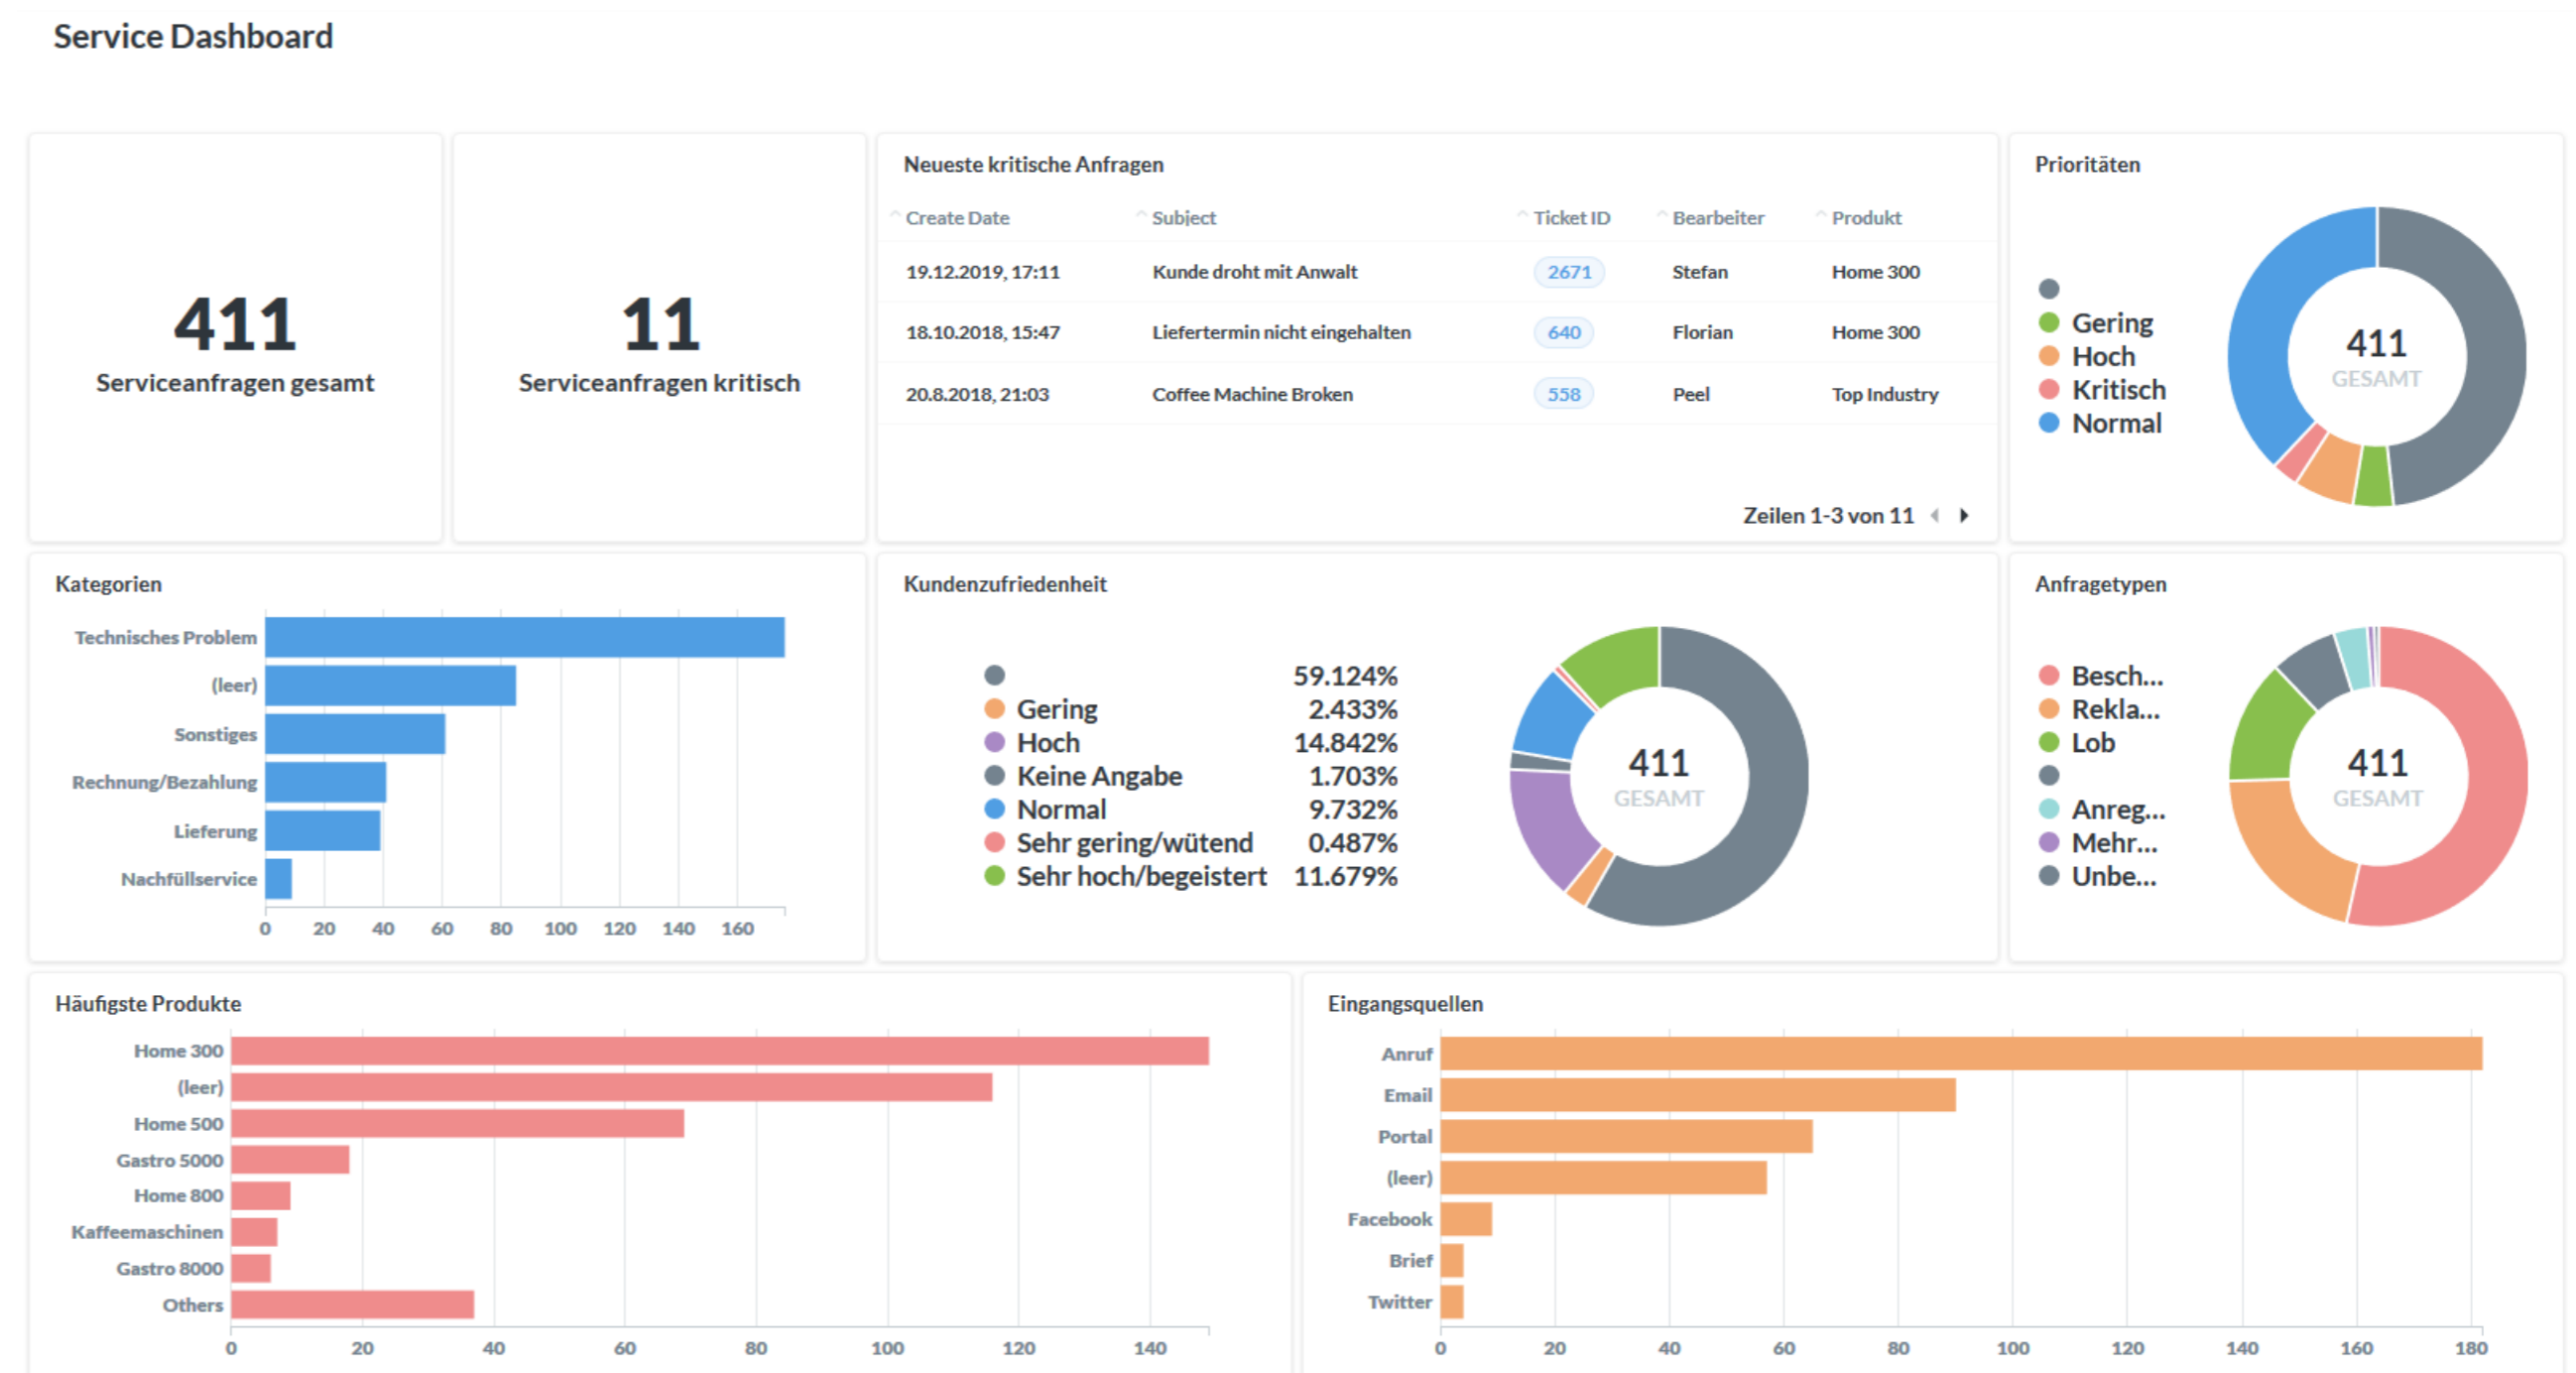 Service Dashboard
411
Serviceanfragen gesamt
11
Serviceanfragen kritisch
Neueste kritische Anfragen
Create Date Subject Ticket ID Bearbeiter Produkt
19.12.2019, 17:11 Kunde droht mit Anwalt 2671 Stefan Home 300
18.10.2018, 15:47 Liefertermin nicht eingehalten 640 Florian Home 300
20.8.2018, 21:03 Coffee Machine Broken 558 Peel Top Industry
Zeilen 1-3 von 11
Prioritäten
Gering
Hoch
Kritisch
Normal
411
GESAMT
Kategorien
Technisches Problem
(leer)
Sonstiges
Rechnung/Bezahlung
Lieferung
Nachfüllservice
0 20 40 60 80 100 120 140 160
Kundenzufriedenheit
59.124%
Gering 2.433%
Hoch 14.842%
Keine Angabe 1.703%
Normal 9.732%
Sehr gering/wütend 0.487%
Sehr hoch/begeistert 11.679%
411
GESAMT
Anfragetypen
Besch...
Rekla...
Lob
Anreg...
Mehr...
Unbe...
411
GESAMT
Häufigste Produkte
Home 300
(leer)
Home 500
Gastro 5000
Home 800
Kaffeemaschinen
Gastro 8000
Others
0 20 40 60 80 100 120 140
Eingangsquellen
Anruf
Email
Portal
(leer)
Facebook
Brief
Twitter
0 20 40 60 80 100 120 140 160 180